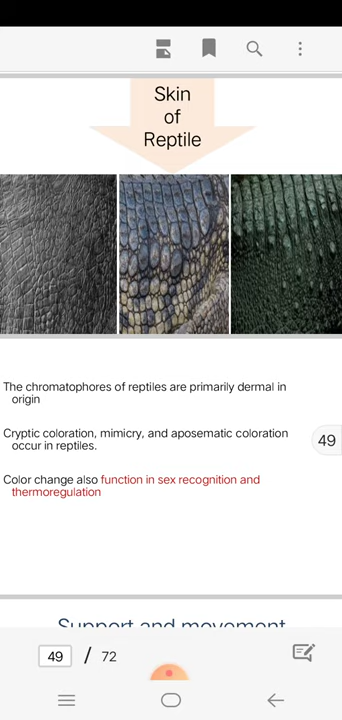 Skin
of
Reptile
The chromatophores of reptiles are primarily dermal in
origin
Cryptic coloration, mimicry, and aposematic coloration
occur in reptiles.
49
Color change also function in sex recognition and
thermoregulation
Support and movement
49 / 72